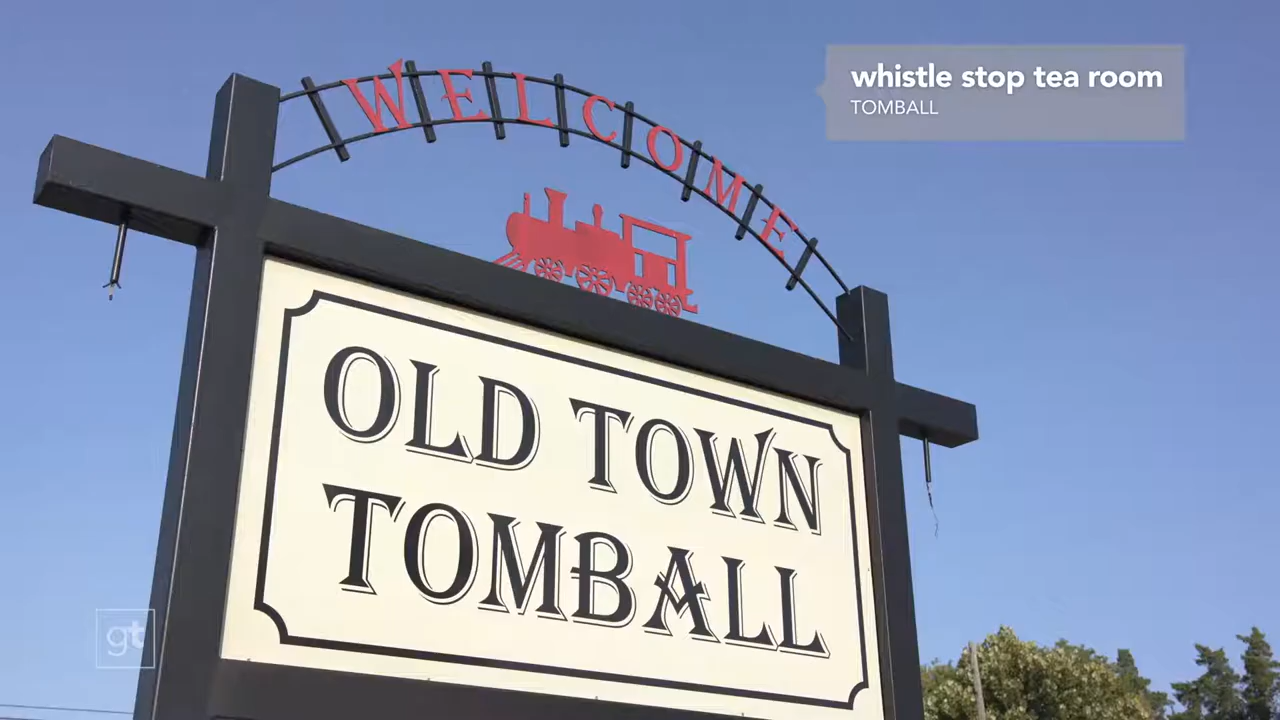 whistle stop tea room
TOMBALL
WELCOME
OLD TOWN
TOMBALL
gt